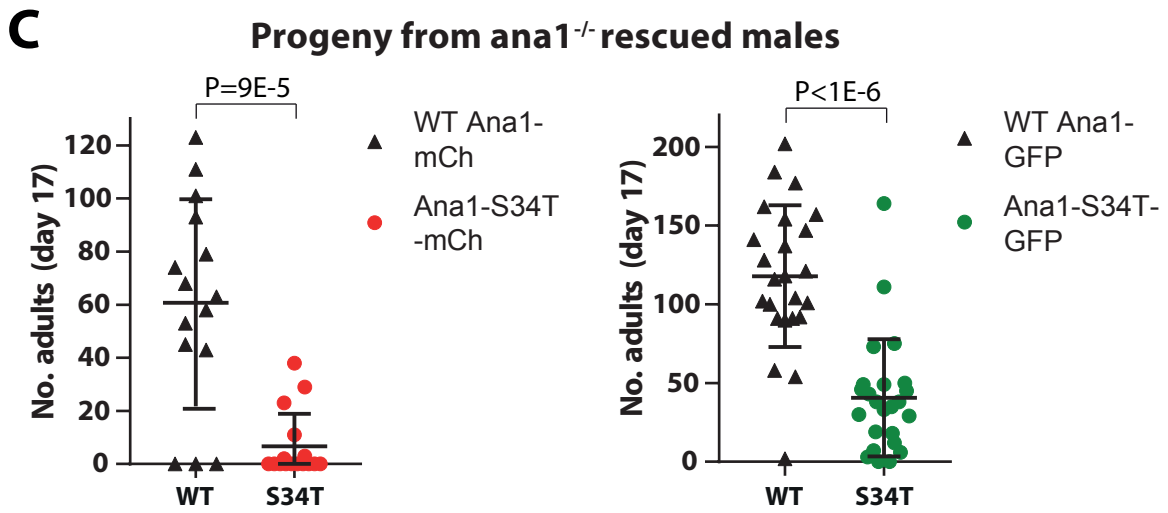 C
Progeny from ana1-/- rescued males
P=9E-5
No. adults (day 17)
120
100
80
60
40
20
0
WT
S34T
WT Ana1-
mCh
Ana1-S34T
-mCh
P<1E-6
No. adults (day 17)
200
150
100
50
0
WT
S34T
WT Ana1-
GFP
Ana1-S34T-
GFP